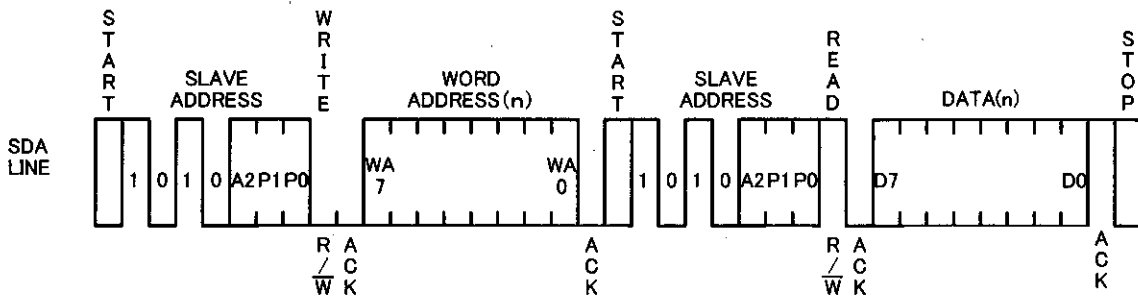 START
SLAVE
ADDRESS
WRITE
WORD
ADDRESS(n)
START
SLAVE
ADDRESS
READ
DATA(n)
STOP
SDA
LINE
1 0 1 0 A2 P1 P0
WA
7
WA
0
1 0 1 0 A2 P1 P0
D7
D0
R/W
ACK
ACK
R/W
ACK
ACK